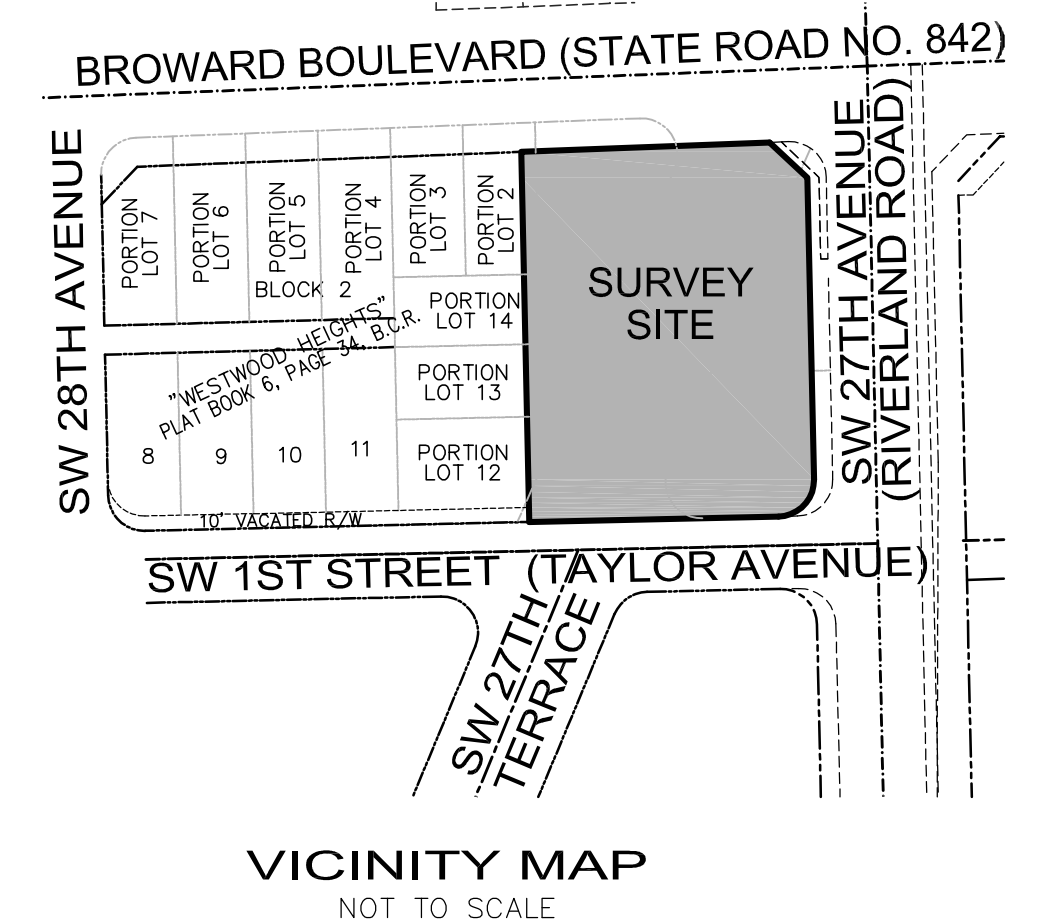 BROWARD BOULEVARD (STATE ROAD NO. 842)
SW 28TH AVENUE
PORTION
LOT 7
PORTION
LOT 6
PORTION
LOT 5
PORTION
LOT 4
PORTION
LOT 3
PORTION
LOT 2
BLOCK 2
PORTION
LOT 14
"WESTWOOD HEIGHTS"
PLAT BOOK 6, PAGE 34, B.C.R.
PORTION
LOT 13
PORTION
LOT 12
8
9
10
11
10' VACATED R/W
SURVEY
SITE
SW 27TH AVENUE
(RIVERLAND ROAD)
SW 1ST STREET (TAYLOR AVENUE)
SW 27TH
TERRACE
VICINITY MAP
NOT TO SCALE